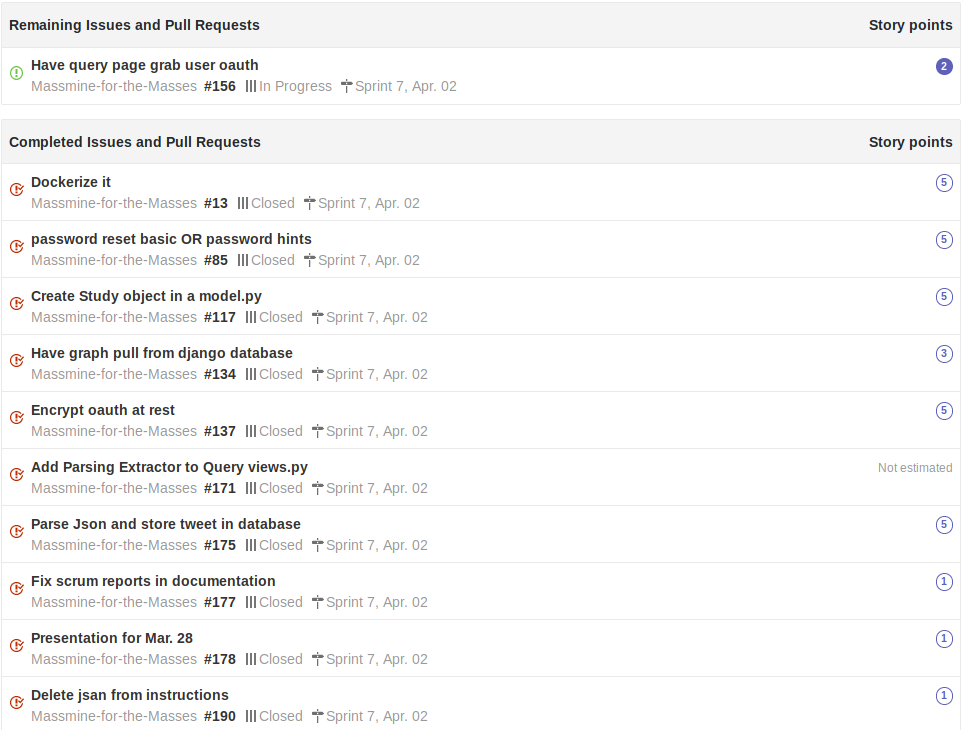 Remaining Issues and Pull Requests Story points
Have query page grab user oauth 2
Massmine-for-the-Masses #156 In Progress Sprint 7, Apr. 02
Completed Issues and Pull Requests Story points
Dockerize it 5
Massmine-for-the-Masses #13 Closed Sprint 7, Apr. 02
password reset basic OR password hints 5
Massmine-for-the-Masses #85 Closed Sprint 7, Apr. 02
Create Study object in a model.py 5
Massmine-for-the-Masses #117 Closed Sprint 7, Apr. 02
Have graph pull from django database 3
Massmine-for-the-Masses #134 Closed Sprint 7, Apr. 02
Encrypt oauth at rest 5
Massmine-for-the-Masses #137 Closed Sprint 7, Apr. 02
Add Parsing Extractor to Query views.py Not estimated
Massmine-for-the-Masses #171 Closed Sprint 7, Apr. 02
Parse Json and store tweet in database 5
Massmine-for-the-Masses #175 Closed Sprint 7, Apr. 02
Fix scrum reports in documentation 1
Massmine-for-the-Masses #177 Closed Sprint 7, Apr. 02
Presentation for Mar. 28 1
Massmine-for-the-Masses #178 Closed Sprint 7, Apr. 02
Delete jsan from instructions 1
Massmine-for-the-Masses #190 Closed Sprint 7, Apr. 02